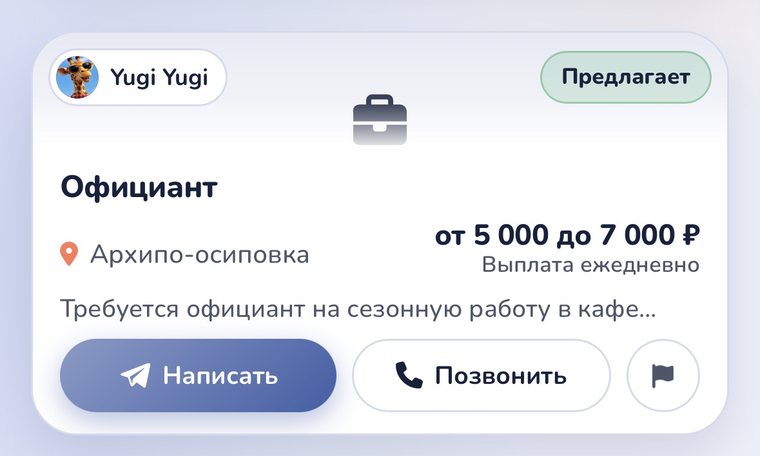 Yugi Yugi
Предлагает
Официант
Архипо-осиповка
от 5 000 до 7 000 ₽
Выплата ежедневно
Требуется официант на сезонную работу в кафе...
Написать
Позвонить